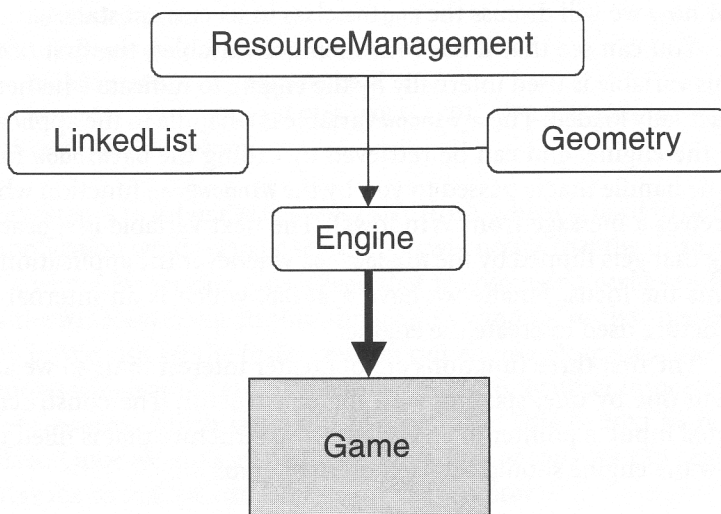 ResourceManagement
LinkedList
Geometry
Engine
Game